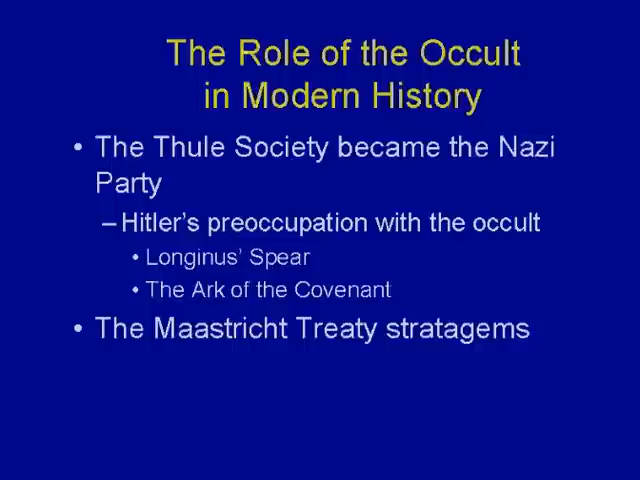 The Role of the Occult
in Modern History
• The Thule Society became the Nazi
Party
– Hitler's preoccupation with the occult
• Longinus' Spear
• The Ark of the Covenant
• The Maastricht Treaty stratagems